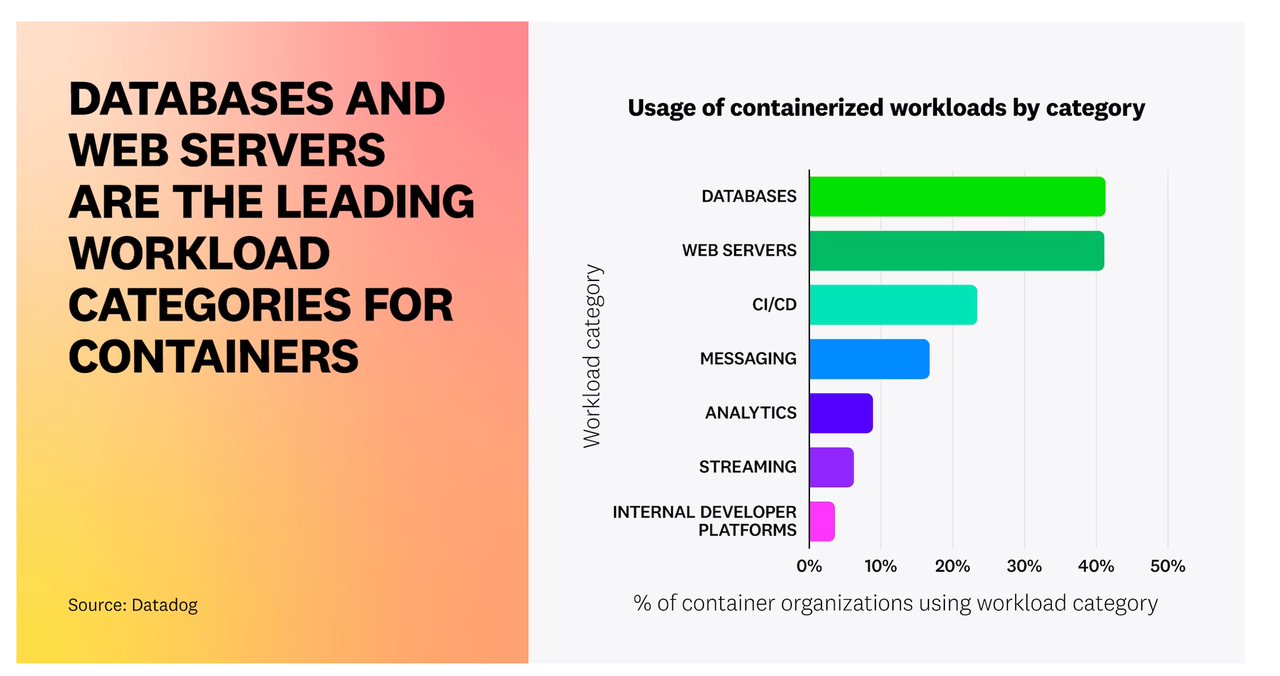 DATABASES AND
WEB SERVERS
ARE THE LEADING
WORKLOAD
CATEGORIES FOR
CONTAINERS
Source: Datadog
Usage of containerized workloads by category
Workload category
DATABASES
WEB SERVERS
CI/CD
MESSAGING
ANALYTICS
STREAMING
INTERNAL DEVELOPER
PLATFORMS
0% 10% 20% 30% 40% 50%
% of container organizations using workload category